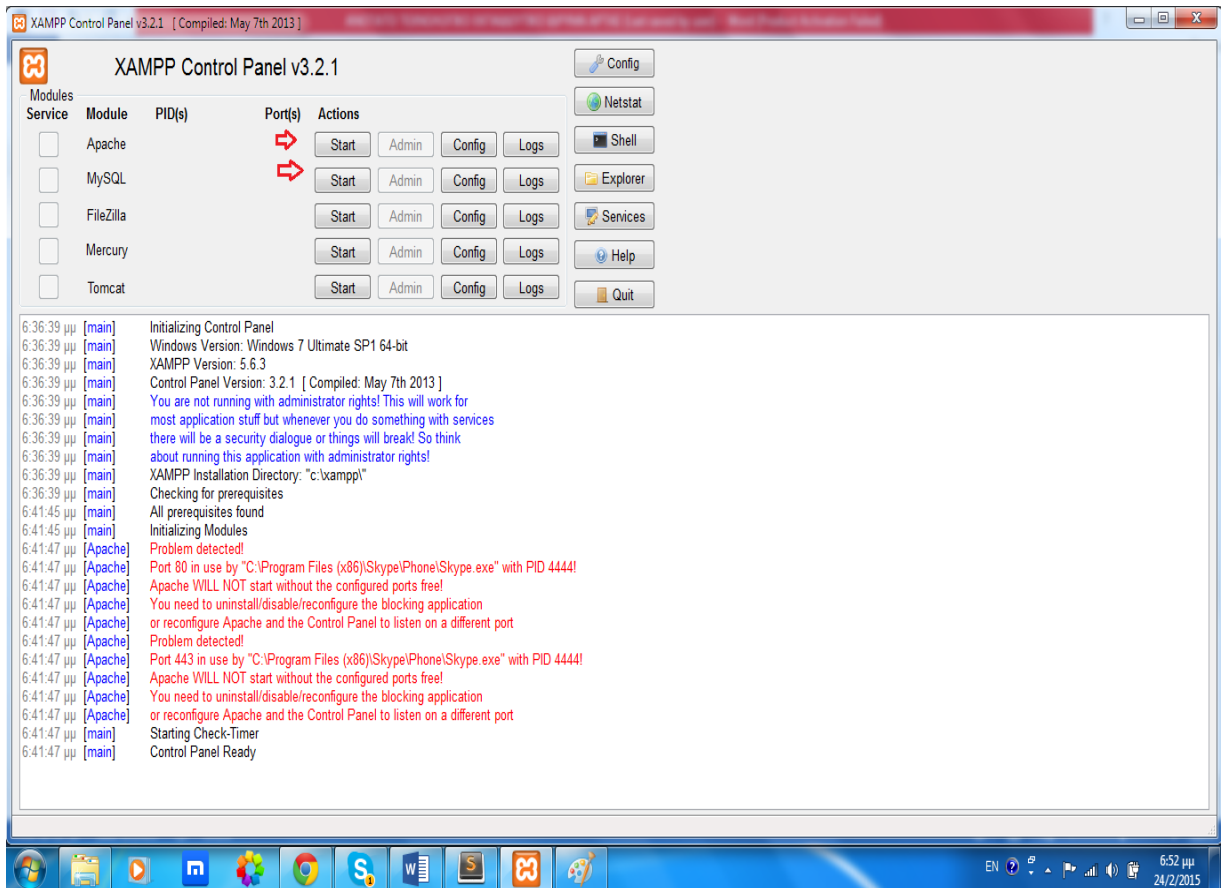 XAMPP Control Panel v3.2.1 [ Compiled: May 7th 2013 ]
XAMPP Control Panel v3.2.1
Modules
Service Module PID(s) Port(s) Actions
Apache Start Admin Config Logs
MySQL Start Admin Config Logs
FileZilla Start Admin Config Logs
Mercury Start Admin Config Logs
Tomcat Start Admin Config Logs
Config
Netstat
Shell
Explorer
Services
Help
Quit
6:36:39 μμ [main] Initializing Control Panel
6:36:39 μμ [main] Windows Version: Windows 7 Ultimate SP1 64-bit
6:36:39 μμ [main] XAMPP Version: 5.6.3
6:36:39 μμ [main] Control Panel Version: 3.2.1 [ Compiled: May 7th 2013 ]
6:36:39 μμ [main] You are not running with administrator rights! This will work for
6:36:39 μμ [main] most application stuff but whenever you do something with services
6:36:39 μμ [main] there will be a security dialogue or things will break! So think
6:36:39 μμ [main] about running this application with administrator rights!
6:36:39 μμ [main] XAMPP Installation Directory: "c:\xampp\"
6:36:39 μμ [main] Checking for prerequisites
6:41:45 μμ [main] All prerequisites found
6:41:45 μμ [main] Initializing Modules
6:41:47 μμ [Apache] Problem detected!
6:41:47 μμ [Apache] Port 80 in use by "C:\Program Files (x86)\Skype\Phone\Skype.exe" with PID 4444!
6:41:47 μμ [Apache] Apache WILL NOT start without the configured ports free!
6:41:47 μμ [Apache] You need to uninstall/disable/reconfigure the blocking application
6:41:47 μμ [Apache] or reconfigure Apache and the Control Panel to listen on a different port
6:41:47 μμ [Apache] Problem detected!
6:41:47 μμ [Apache] Port 443 in use by "C:\Program Files (x86)\Skype\Phone\Skype.exe" with PID 4444!
6:41:47 μμ [Apache] Apache WILL NOT start without the configured ports free!
6:41:47 μμ [Apache] You need to uninstall/disable/reconfigure the blocking application
6:41:47 μμ [Apache] or reconfigure Apache and the Control Panel to listen on a different port
6:41:47 μμ [main] Starting Check-Timer
6:41:47 μμ [main] Control Panel Ready
EN
6:52 μμ
24/2/2015